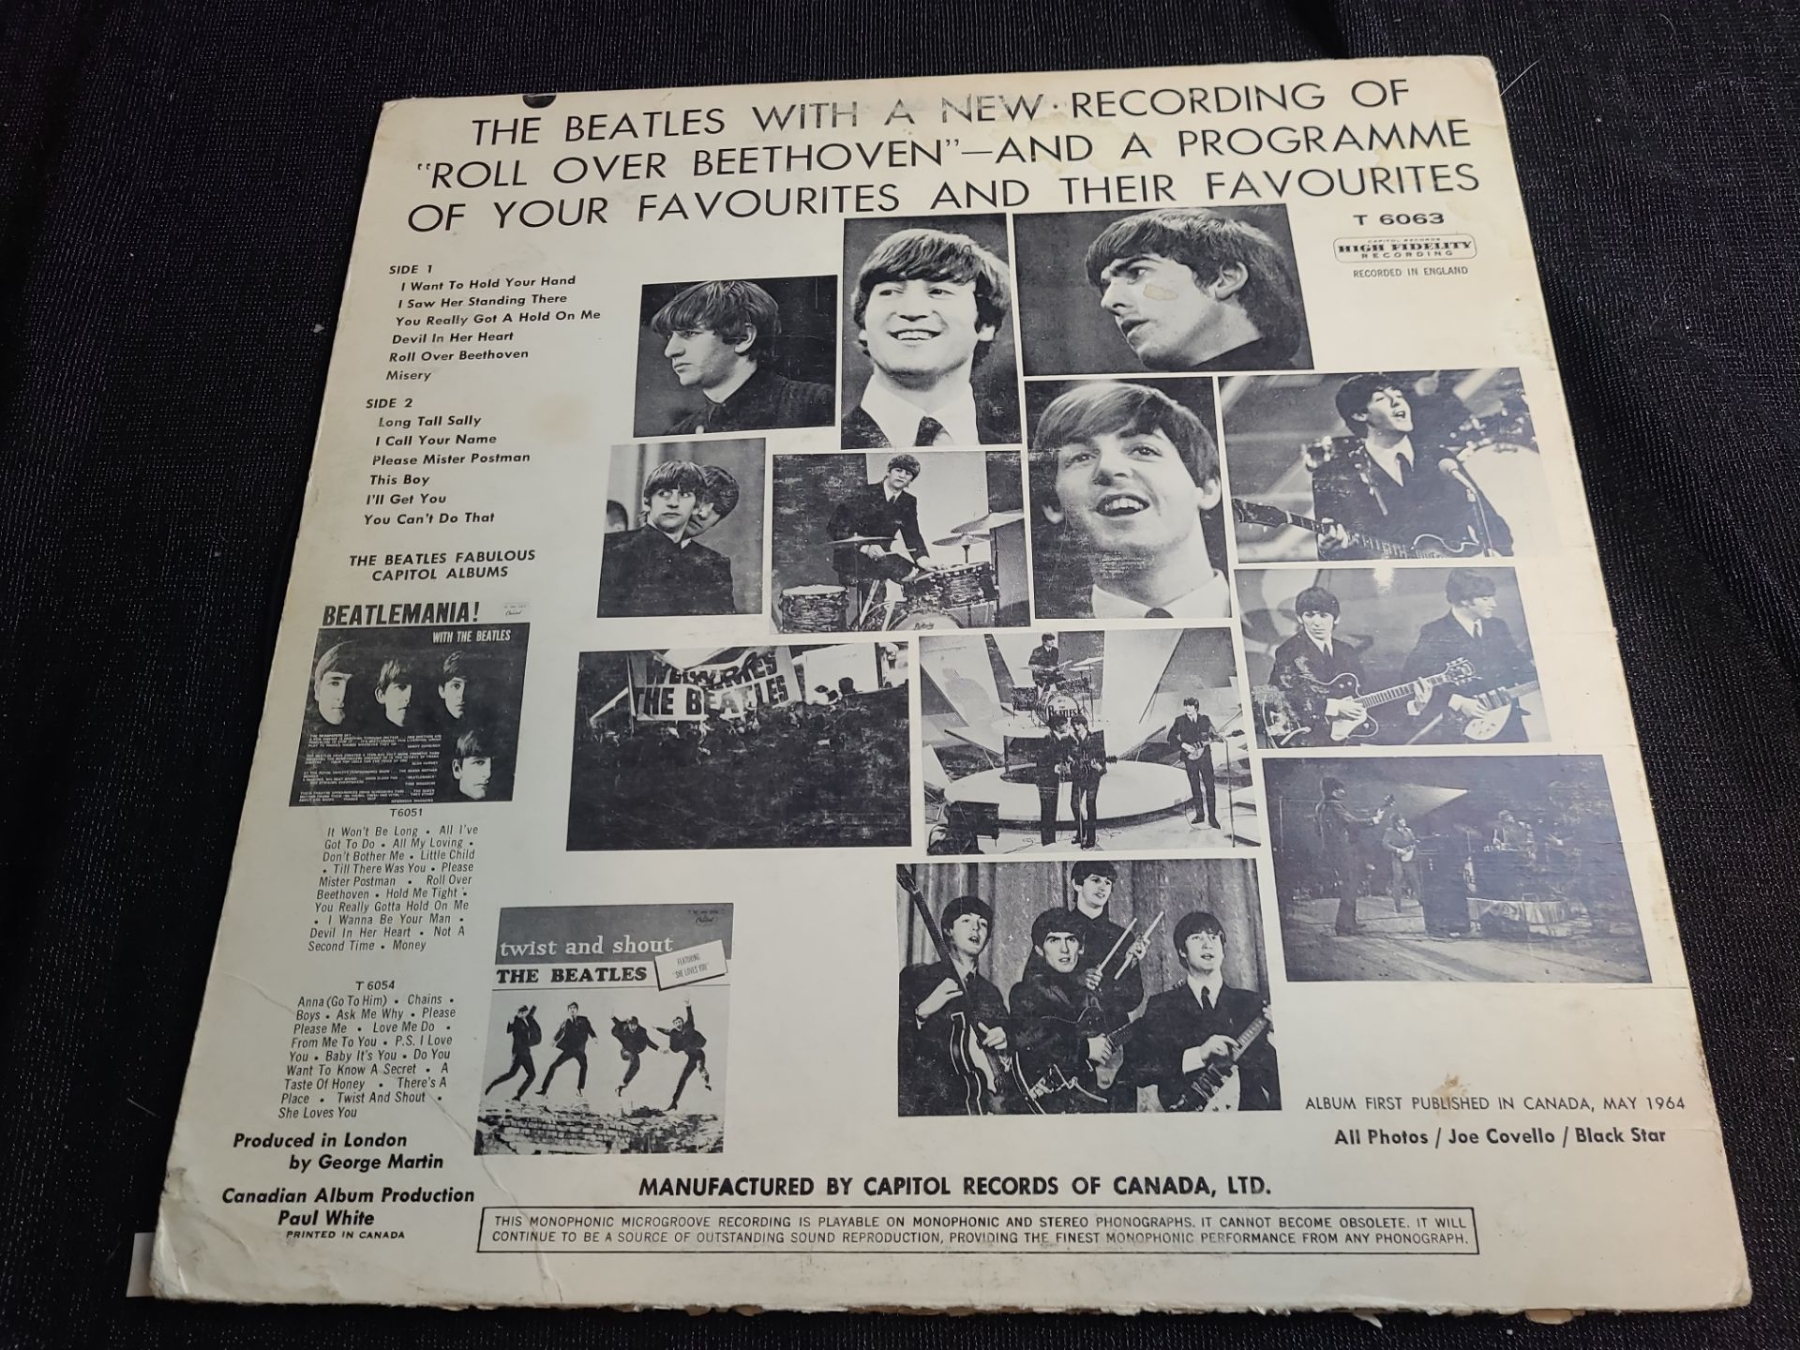 THE BEATLES WITH A NEW · RECORDING OF
"ROLL OVER BEETHOVEN"—AND A PROGRAMME
OF YOUR FAVOURITES AND THEIR FAVOURITES
T 6063
CAPITOL RECORDS
HIGH FIDELITY
RECORDING
RECORDED IN ENGLAND
SIDE 1
I Want To Hold Your Hand
I Saw Her Standing There
You Really Got A Hold On Me
Devil In Her Heart
Roll Over Beethoven
Misery
SIDE 2
Long Tall Sally
I Call Your Name
Please Mister Postman
This Boy
I'll Get You
You Can't Do That
THE BEATLES FABULOUS
CAPITOL ALBUMS
BEATLEMANIA!
WITH THE BEATLES
T6051
It Won't Be Long • All I've
Got To Do • All My Loving •
Don't Bother Me • Little Child
• Till There Was You • Please
Mister Postman • Roll Over
Beethoven • Hold Me Tight •
You Really Gotta Hold On Me
• I Wanna Be Your Man •
Devil In Her Heart • Not A
Second Time • Money
THE BEATLES
BEATLES
twist and shout
THE BEATLES
FEATURING
"SHE LOVES YOU"
T 6054
Anna (Go To Him) • Chains •
Boys • Ask Me Why • Please
Please Me • Love Me Do •
From Me To You • P.S. I Love
You • Baby It's You • Do You
Want To Know A Secret • A
Taste Of Honey • There's A
Place • Twist And Shout •
She Loves You
Produced in London
by George Martin
Canadian Album Production
Paul White
PRINTED IN CANADA
ALBUM FIRST PUBLISHED IN CANADA, MAY 1964
All Photos / Joe Covello / Black Star
MANUFACTURED BY CAPITOL RECORDS OF CANADA, LTD.
THIS MONOPHONIC MICROGROOVE RECORDING IS PLAYABLE ON MONOPHONIC AND STEREO PHONOGRAPHS. IT CANNOT BECOME OBSOLETE. IT WILL
CONTINUE TO BE A SOURCE OF OUTSTANDING SOUND REPRODUCTION, PROVIDING THE FINEST MONOPHONIC PERFORMANCE FROM ANY PHONOGRAPH.